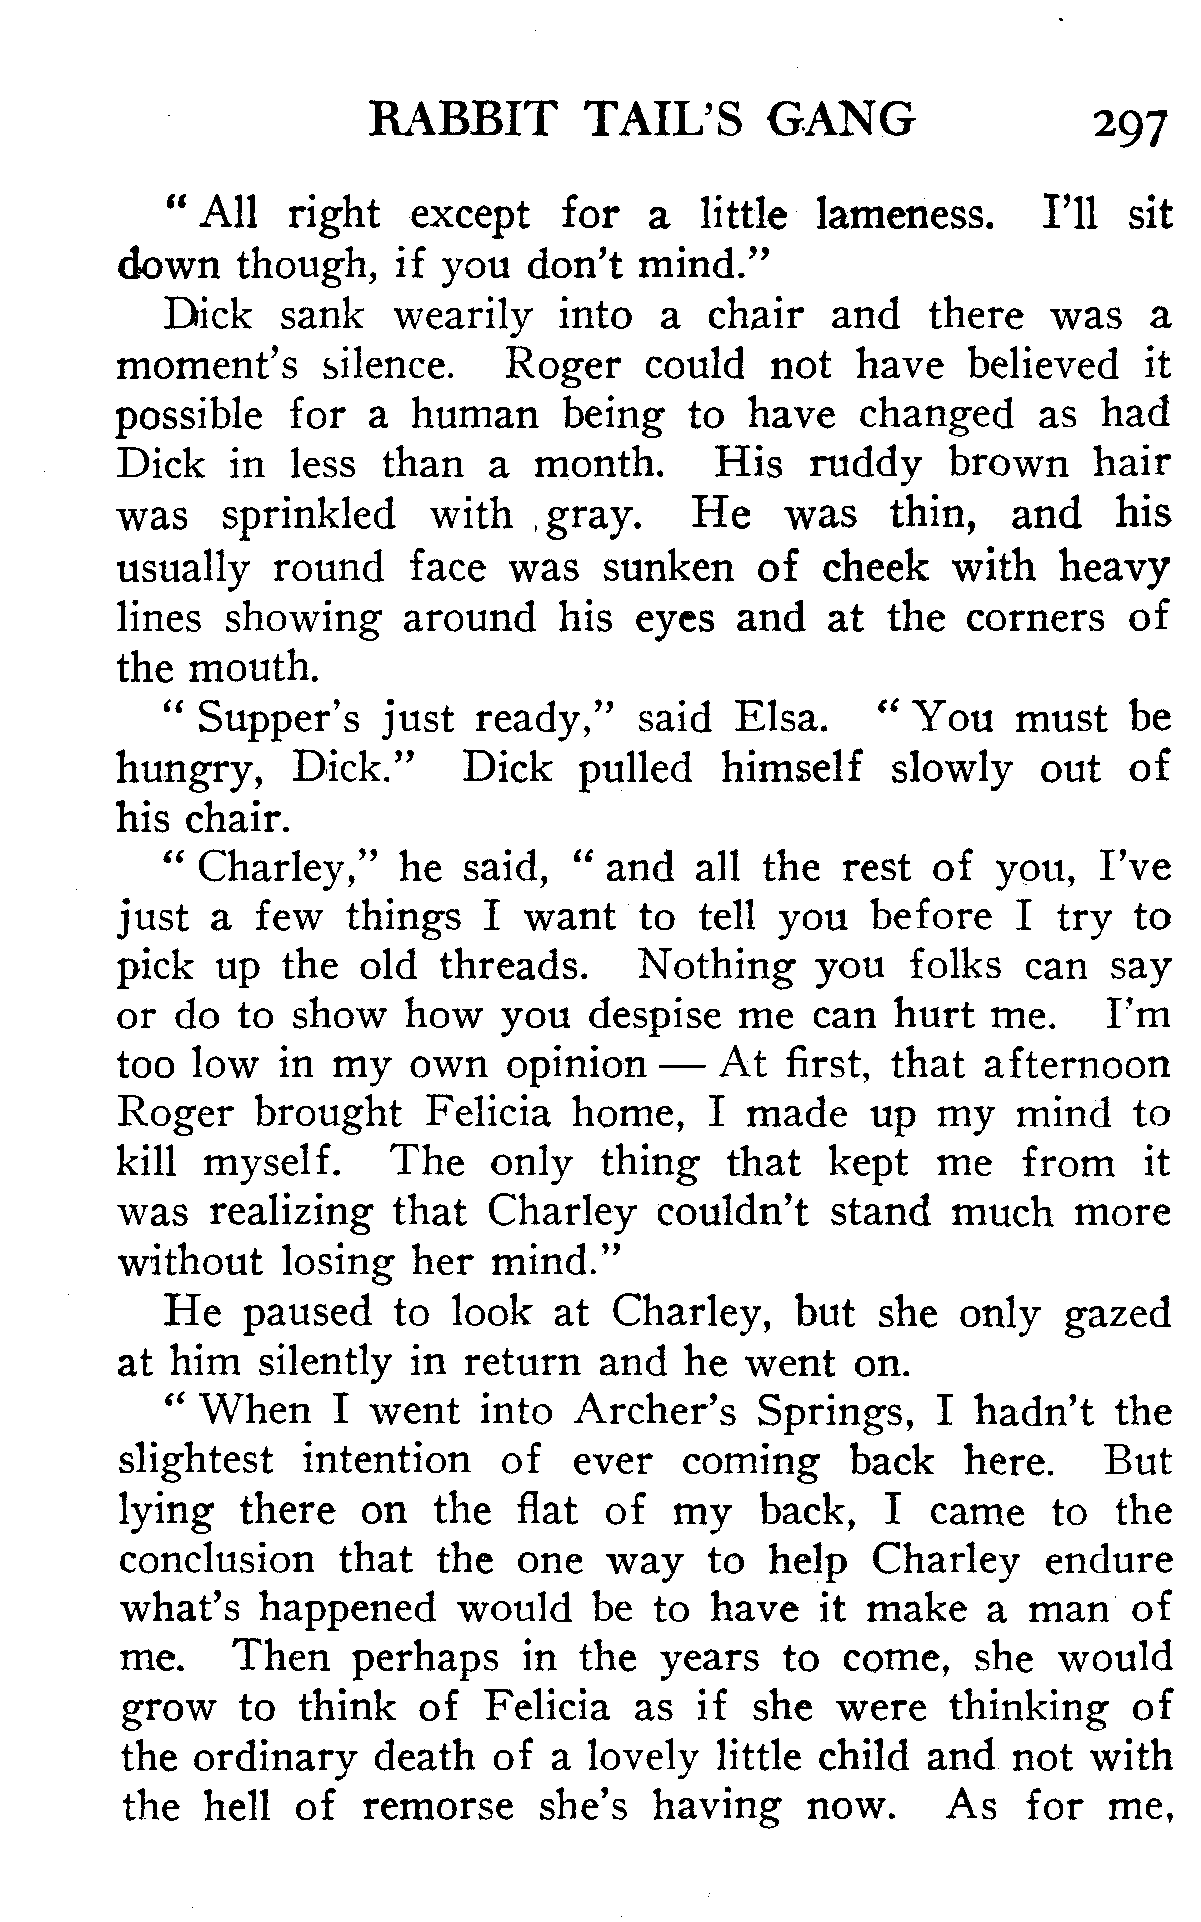 RABBIT TAIL'S GANG 297
" All right except for a little lameness. I'll sit
down though, if you don't mind."
Dick sank wearily into a chair and there was a
moment's silence. Roger could not have believed it
possible for a human being to have changed as had
Dick in less than a month. His ruddy brown hair
was sprinkled with gray. He was thin, and his
usually round face was sunken of cheek with heavy
lines showing around his eyes and at the corners of
the mouth.
" Supper's just ready," said Elsa. " You must be
hungry, Dick." Dick pulled himself slowly out of
his chair.
" Charley," he said, " and all the rest of you, I've
just a few things I want to tell you before I try to
pick up the old threads. Nothing you folks can say
or do to show how you despise me can hurt me. I'm
too low in my own opinion — At first, that afternoon
Roger brought Felicia home, I made up my mind to
kill myself. The only thing that kept me from it
was realizing that Charley couldn't stand much more
without losing her mind."
He paused to look at Charley, but she only gazed
at him silently in return and he went on.
" When I went into Archer's Springs, I hadn't the
slightest intention of ever coming back here. But
lying there on the flat of my back, I came to the
conclusion that the one way to help Charley endure
what's happened would be to have it make a man of
me. Then perhaps in the years to come, she would
grow to think of Felicia as if she were thinking of
the ordinary death of a lovely little child and not with
the hell of remorse she's having now. As for me,